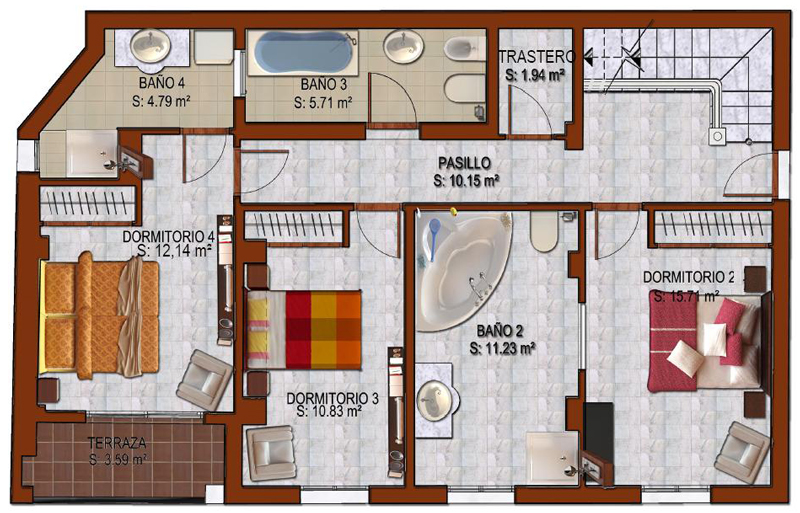 BAÑO 4
S: 4.79 m²
BAÑO 3
S: 5.71 m²
TRASTERO
S: 1.94 m²
PASILLO
S: 10.15 m²
DORMITORIO 4
S: 12,14 m²
DORMITORIO 2
S: 15.71 m²
BAÑO 2
S: 11.23 m²
DORMITORIO 3
S: 10.83 m²
TERRAZA
S: 3.59 m²